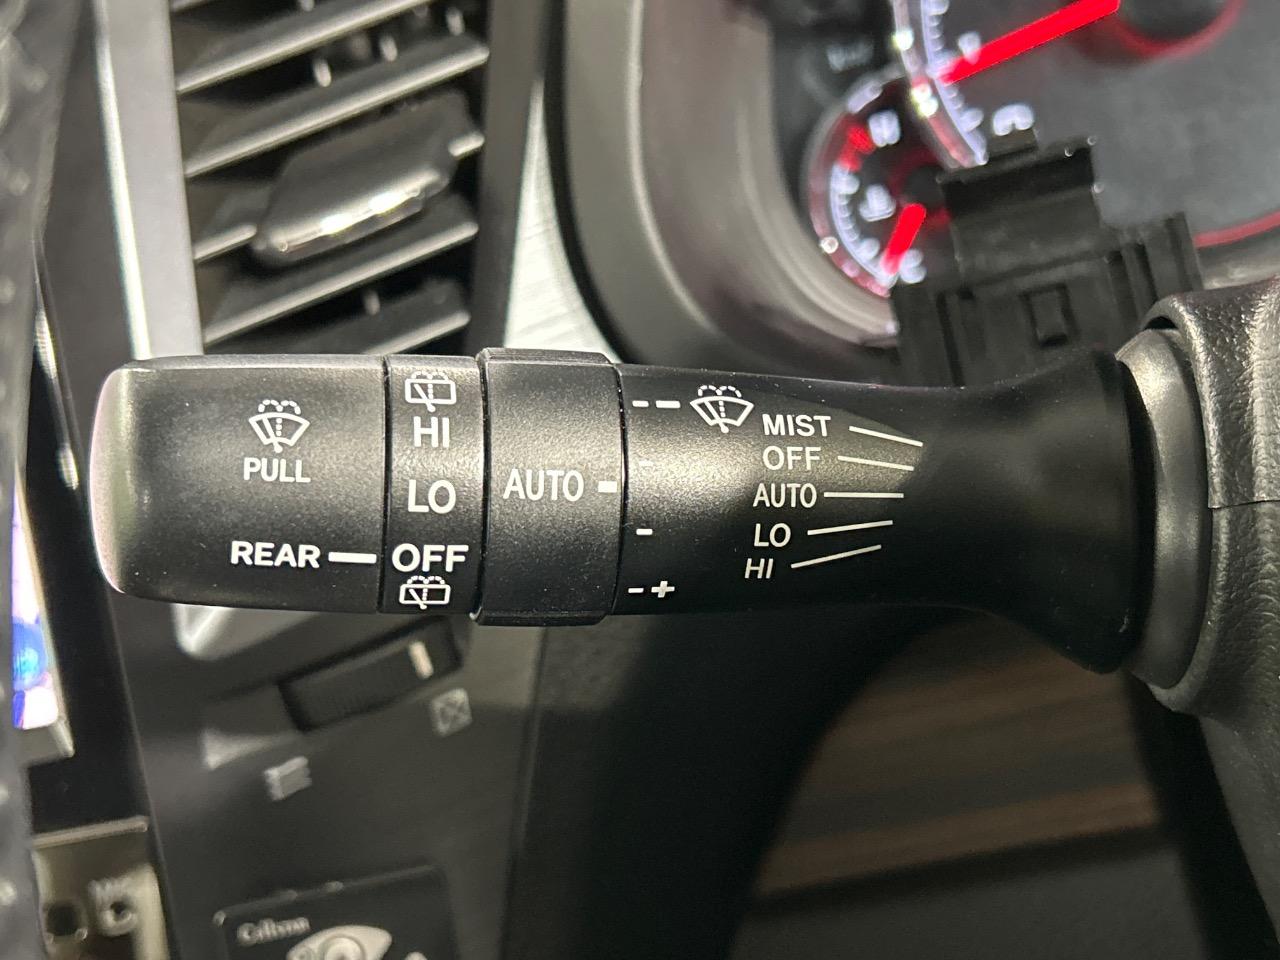 PULL
REAR
HI
LO
OFF
AUTO
- --
-
-
- +
MIST
OFF
AUTO
LO
HI